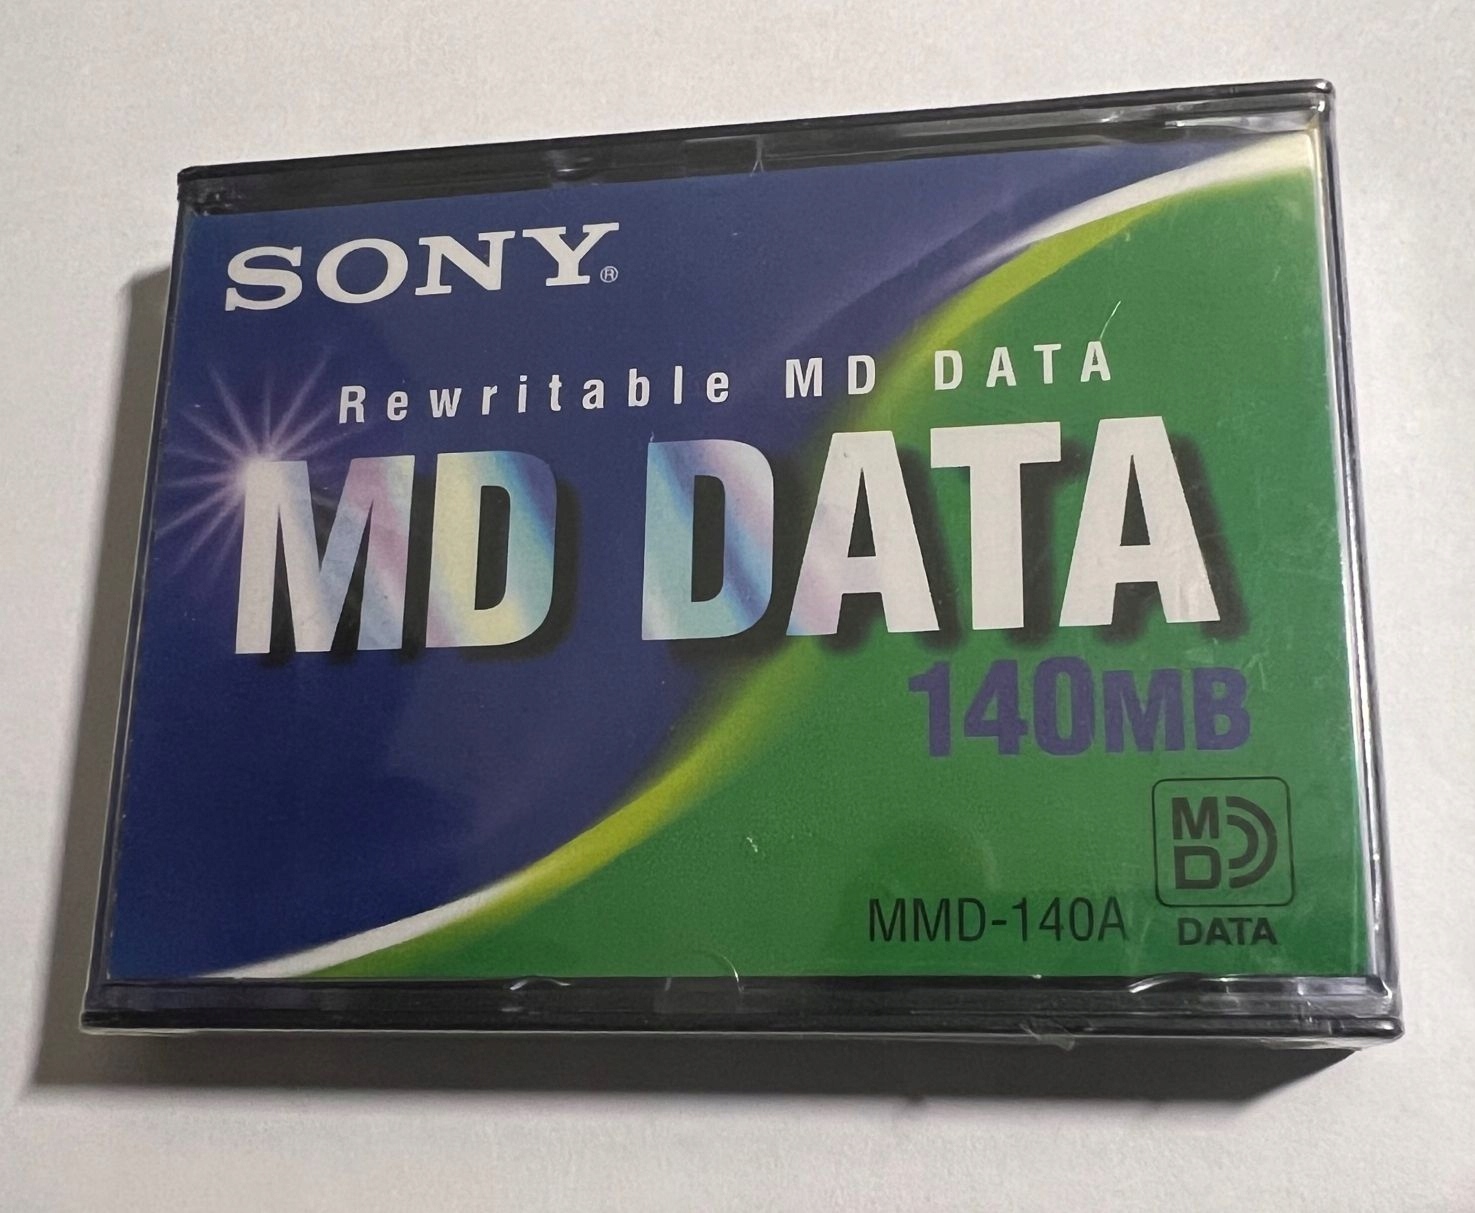 SONY®
Rewritable MD DATA
MD DATA
140MB
MD
MMD-140A
DATA